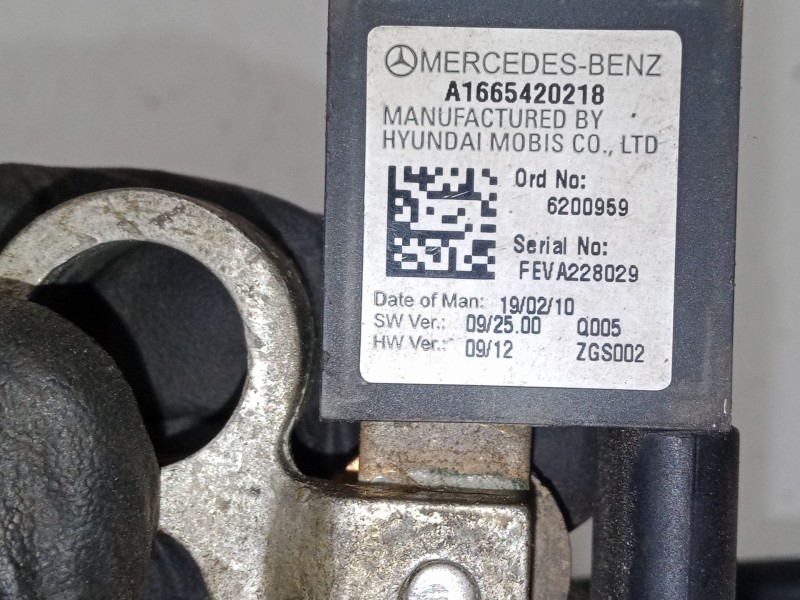 MERCEDES-BENZ
A1665420218
MANUFACTURED BY
HYUNDAI MOBIS CO., LTD
Ord No:
6200959
Serial No:
FEVA228029
Date of Man: 19/02/10
SW Ver.: 09/25.00 Q005
HW Ver.: 09/12 ZGS002